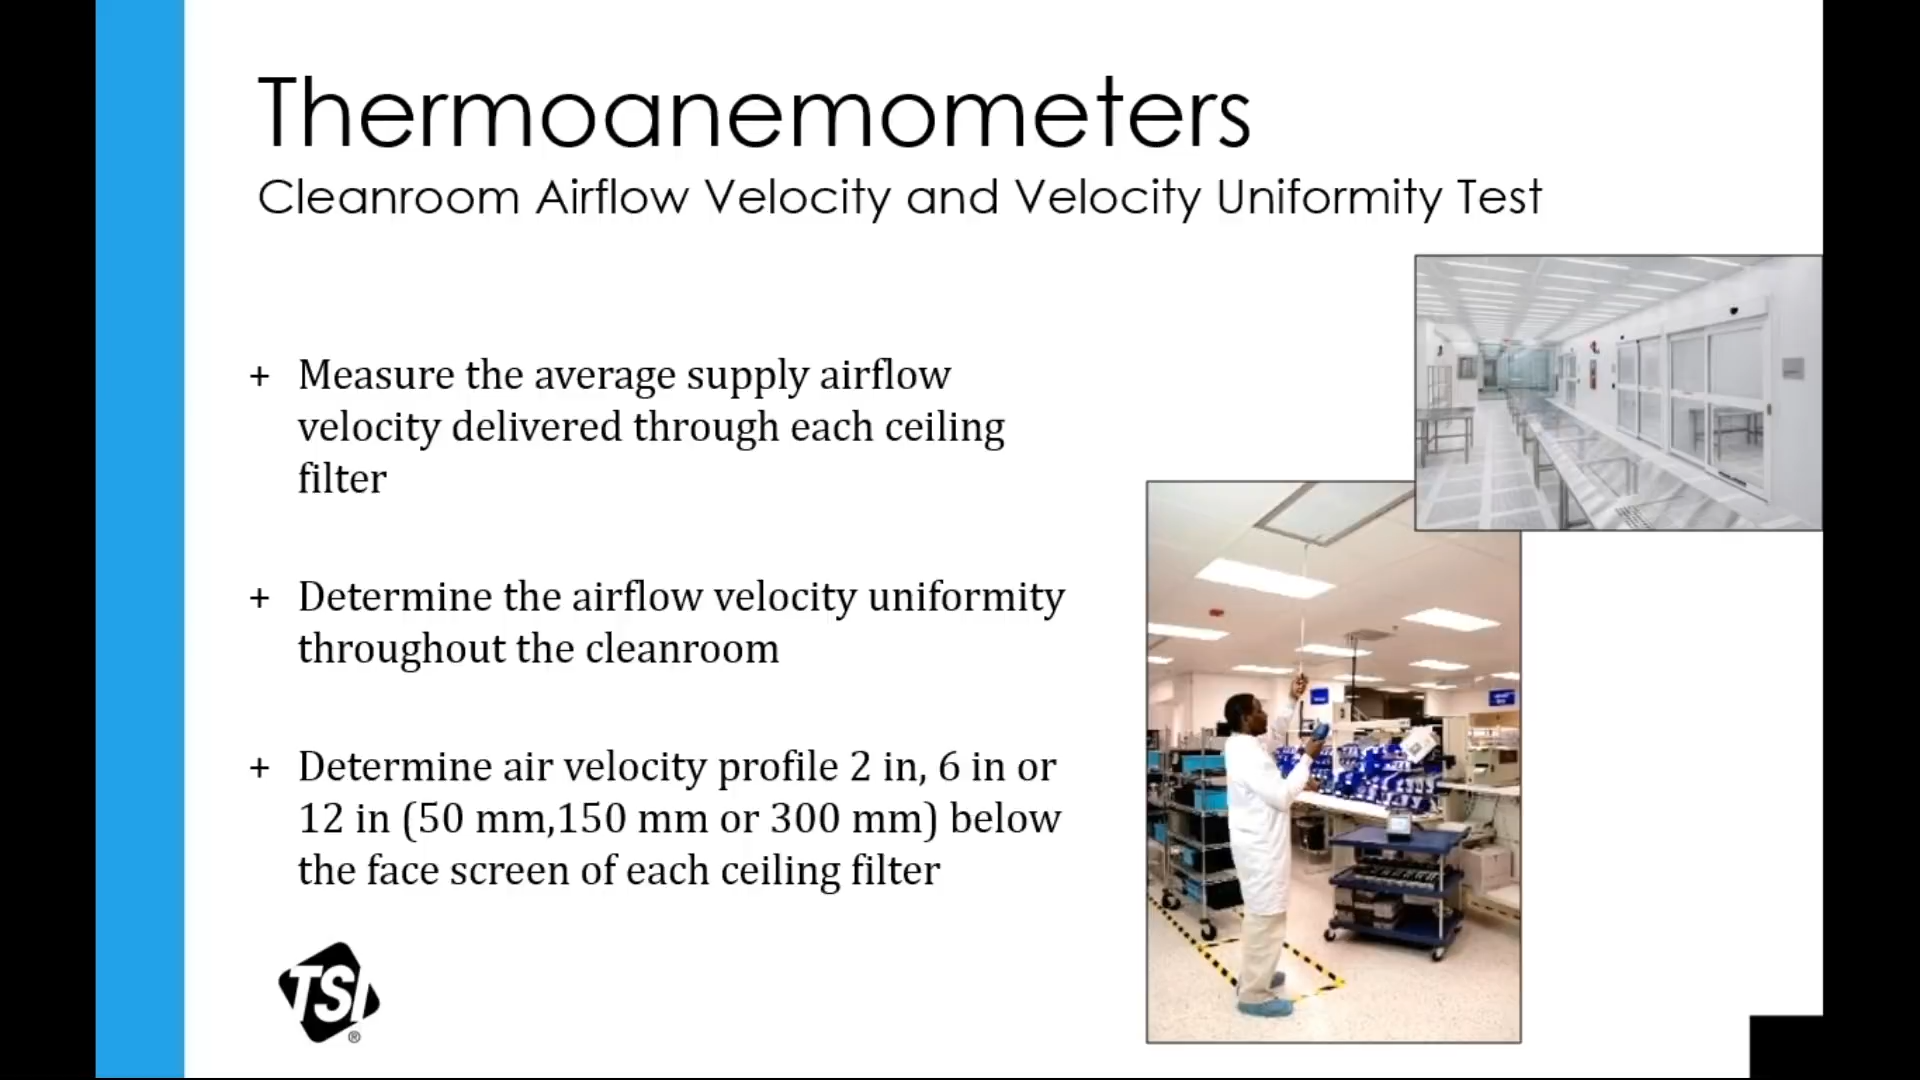 Thermoanemometers
Cleanroom Airflow Velocity and Velocity Uniformity Test
+ Measure the average supply airflow
velocity delivered through each ceiling
filter
+ Determine the airflow velocity uniformity
throughout the cleanroom
+ Determine air velocity profile 2 in, 6 in or
12 in (50 mm,150 mm or 300 mm) below
the face screen of each ceiling filter
TSI
®